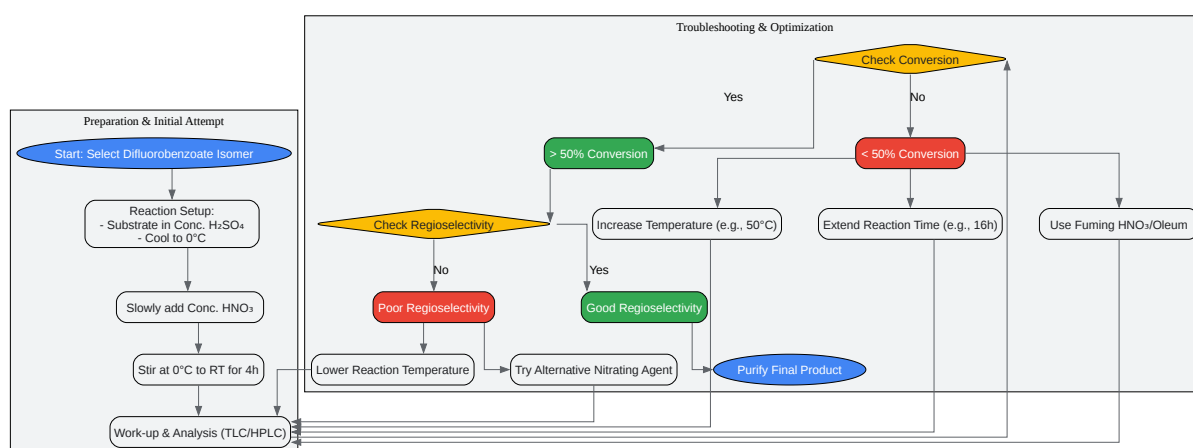 Troubleshooting & Optimization
Check Conversion
Yes
No
Preparation & Initial Attempt
Start: Select Difluorobenzoate Isomer
> 50% Conversion
< 50% Conversion
Reaction Setup:
- Substrate in Conc. H₂SO₄
- Cool to 0°C
Check Regioselectivity
Increase Temperature (e.g., 50°C)
Extend Reaction Time (e.g., 16h)
Use Fuming HNO₃/Oleum
No
Yes
Slowly add Conc. HNO₃
Poor Regioselectivity
Good Regioselectivity
Stir at 0°C to RT for 4h
Lower Reaction Temperature
Try Alternative Nitrating Agent
Purify Final Product
Work-up & Analysis (TLC/HPLC)